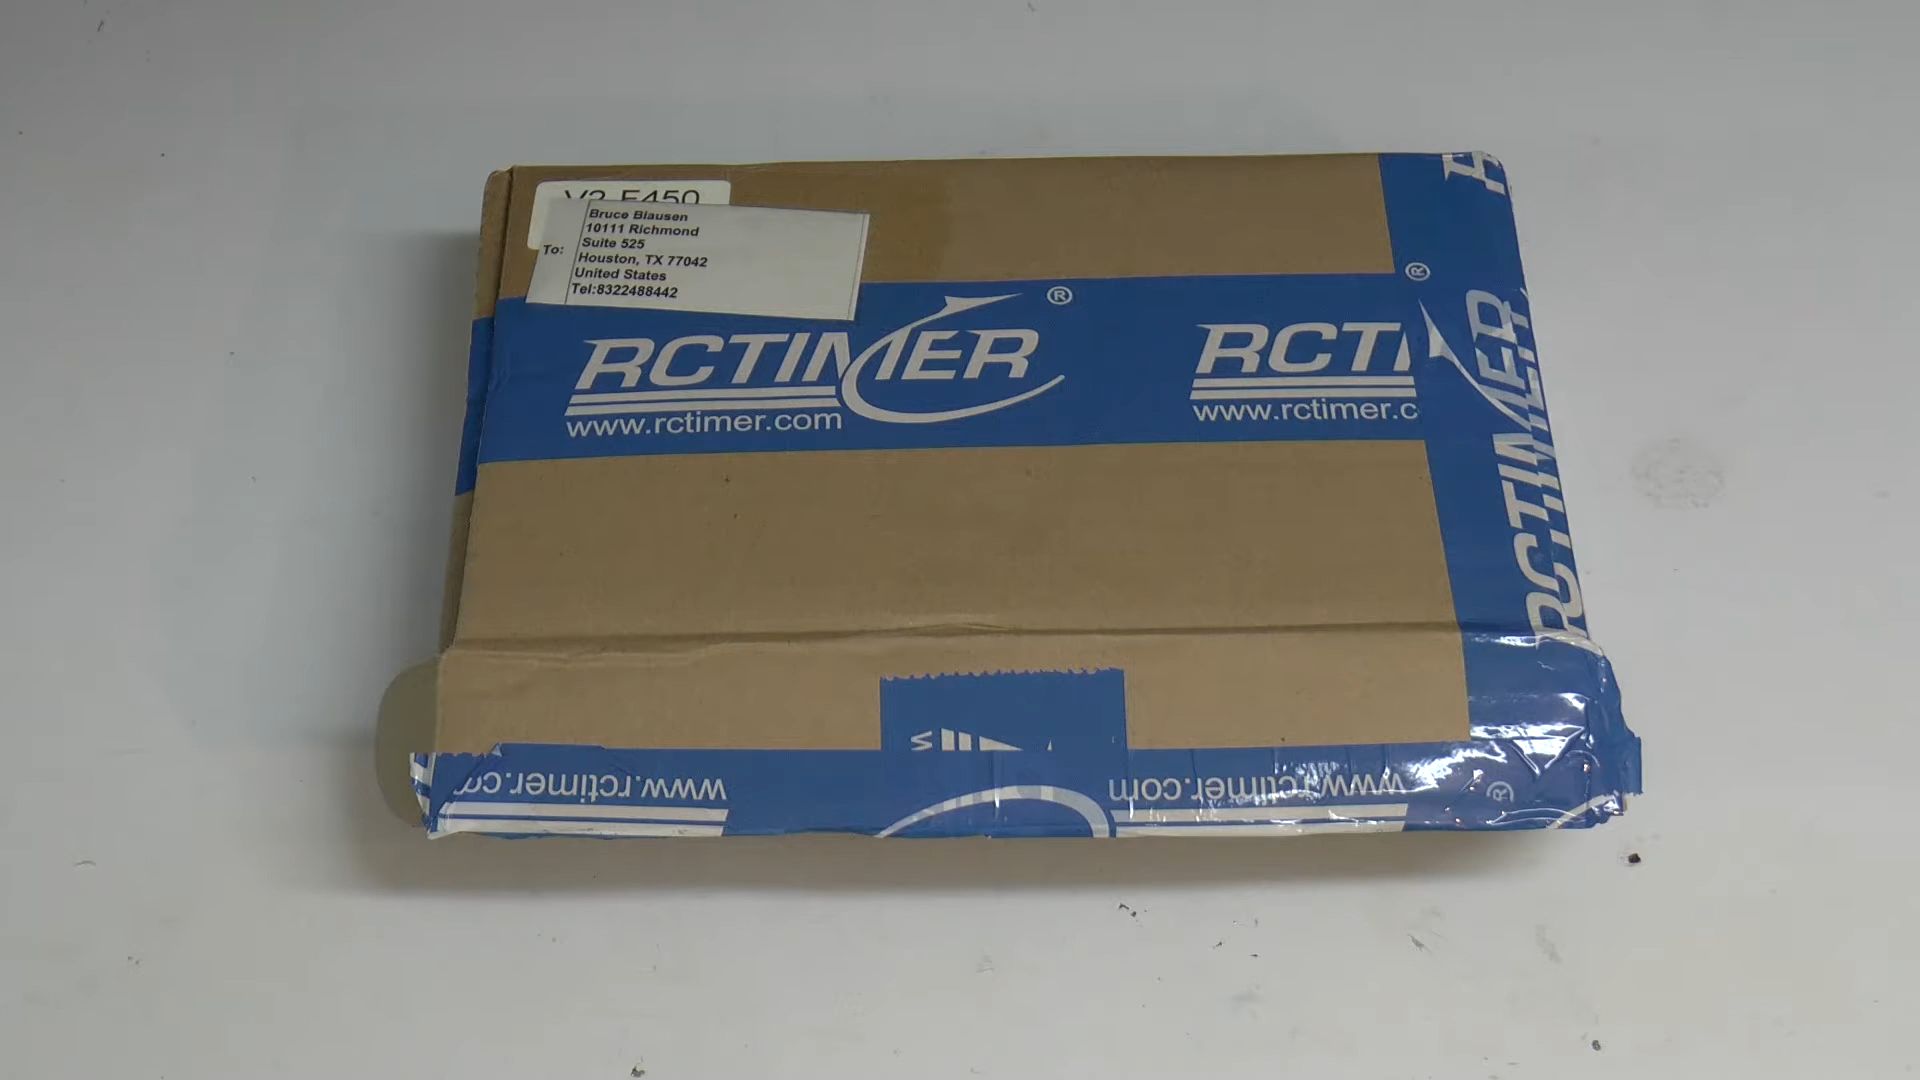 V2 F450
Bruce Blausen
10111 Richmond
To: Suite 525
Houston, TX 77042
United States
Tel:8322488442
RCTIMER®
www.rctimer.com
RCTI
www.rctimer.c
®
RCTIMER
H
www.rctimer.co
www.rctimer.com
®
W